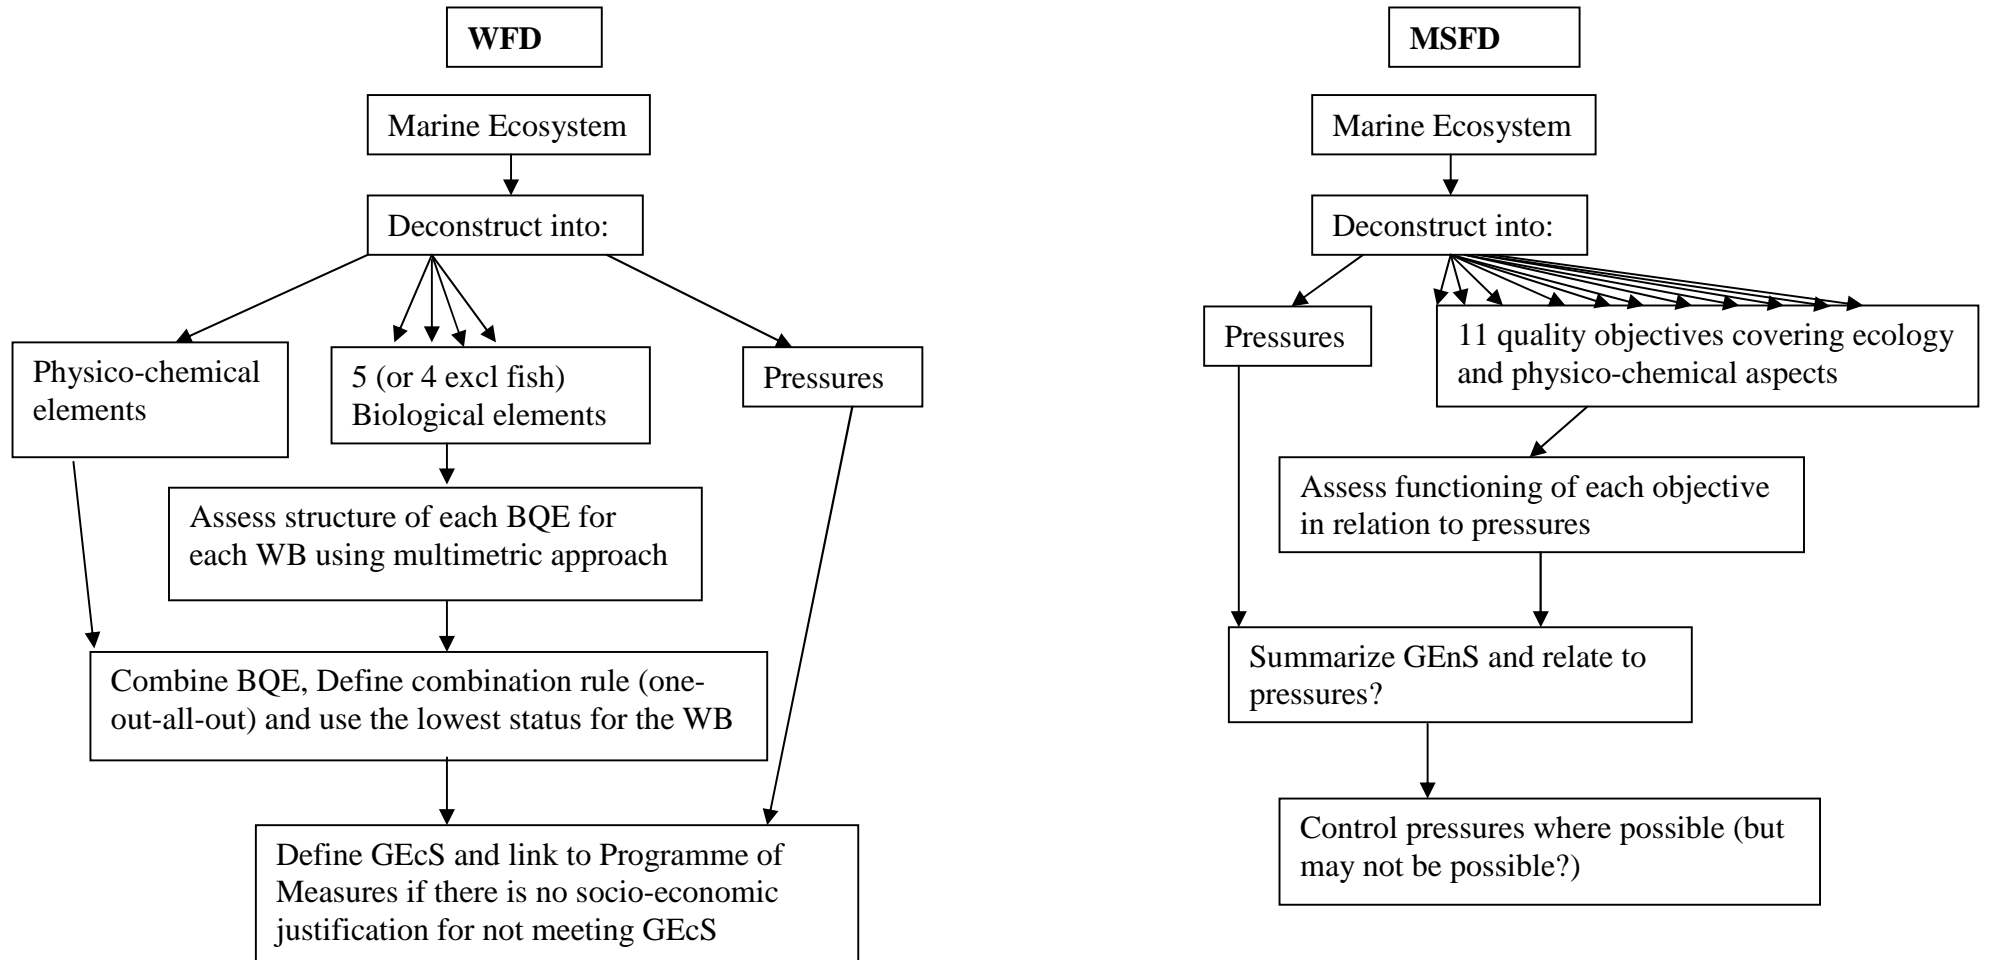 WFD
Marine Ecosystem
Deconstruct into:
Physico-chemical
elements
5 (or 4 excl fish)
Biological elements
Pressures
Assess structure of each BQE for
each WB using multimetric approach
Combine BQE, Define combination rule (one-
out-all-out) and use the lowest status for the WB
Define GEcS and link to Programme of
Measures if there is no socio-economic
justification for not meeting GEcS
MSFD
Marine Ecosystem
Deconstruct into:
Pressures
11 quality objectives covering ecology
and physico-chemical aspects
Assess functioning of each objective
in relation to pressures
Summarize GEnS and relate to
pressures?
Control pressures where possible (but
may not be possible?)